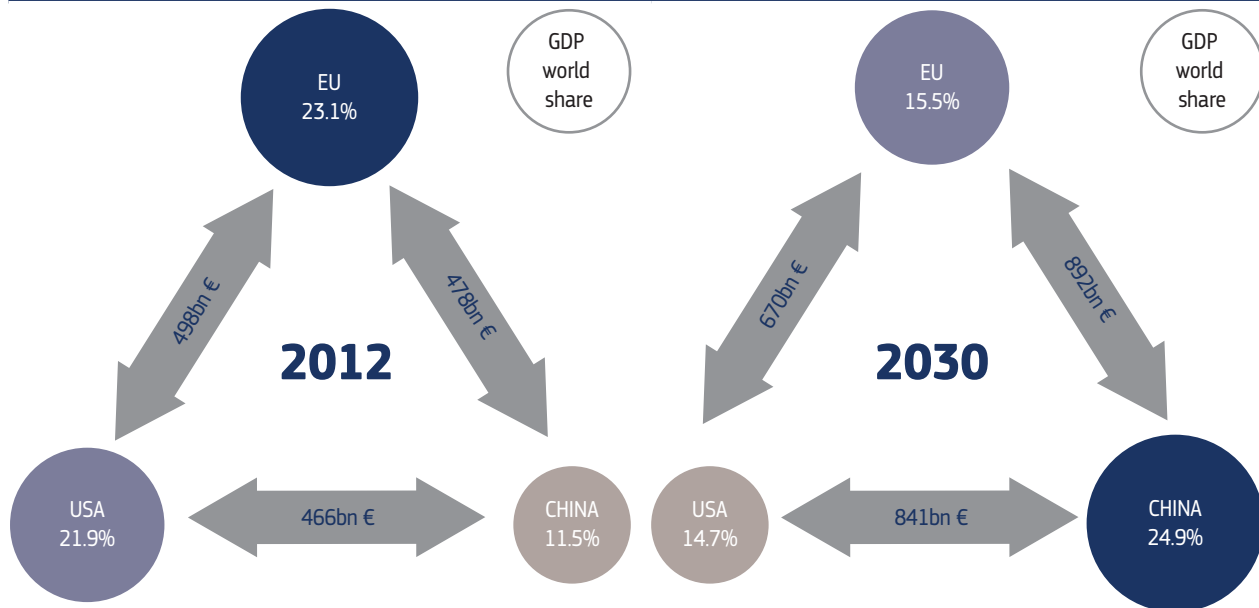 EU
23.1%
GDP
world
share
498bn €
478bn €
2012
USA
21.9%
466bn €
CHINA
11.5%
EU
15.5%
GDP
world
share
670bn €
892bn €
2030
USA
14.7%
841bn €
CHINA
24.9%